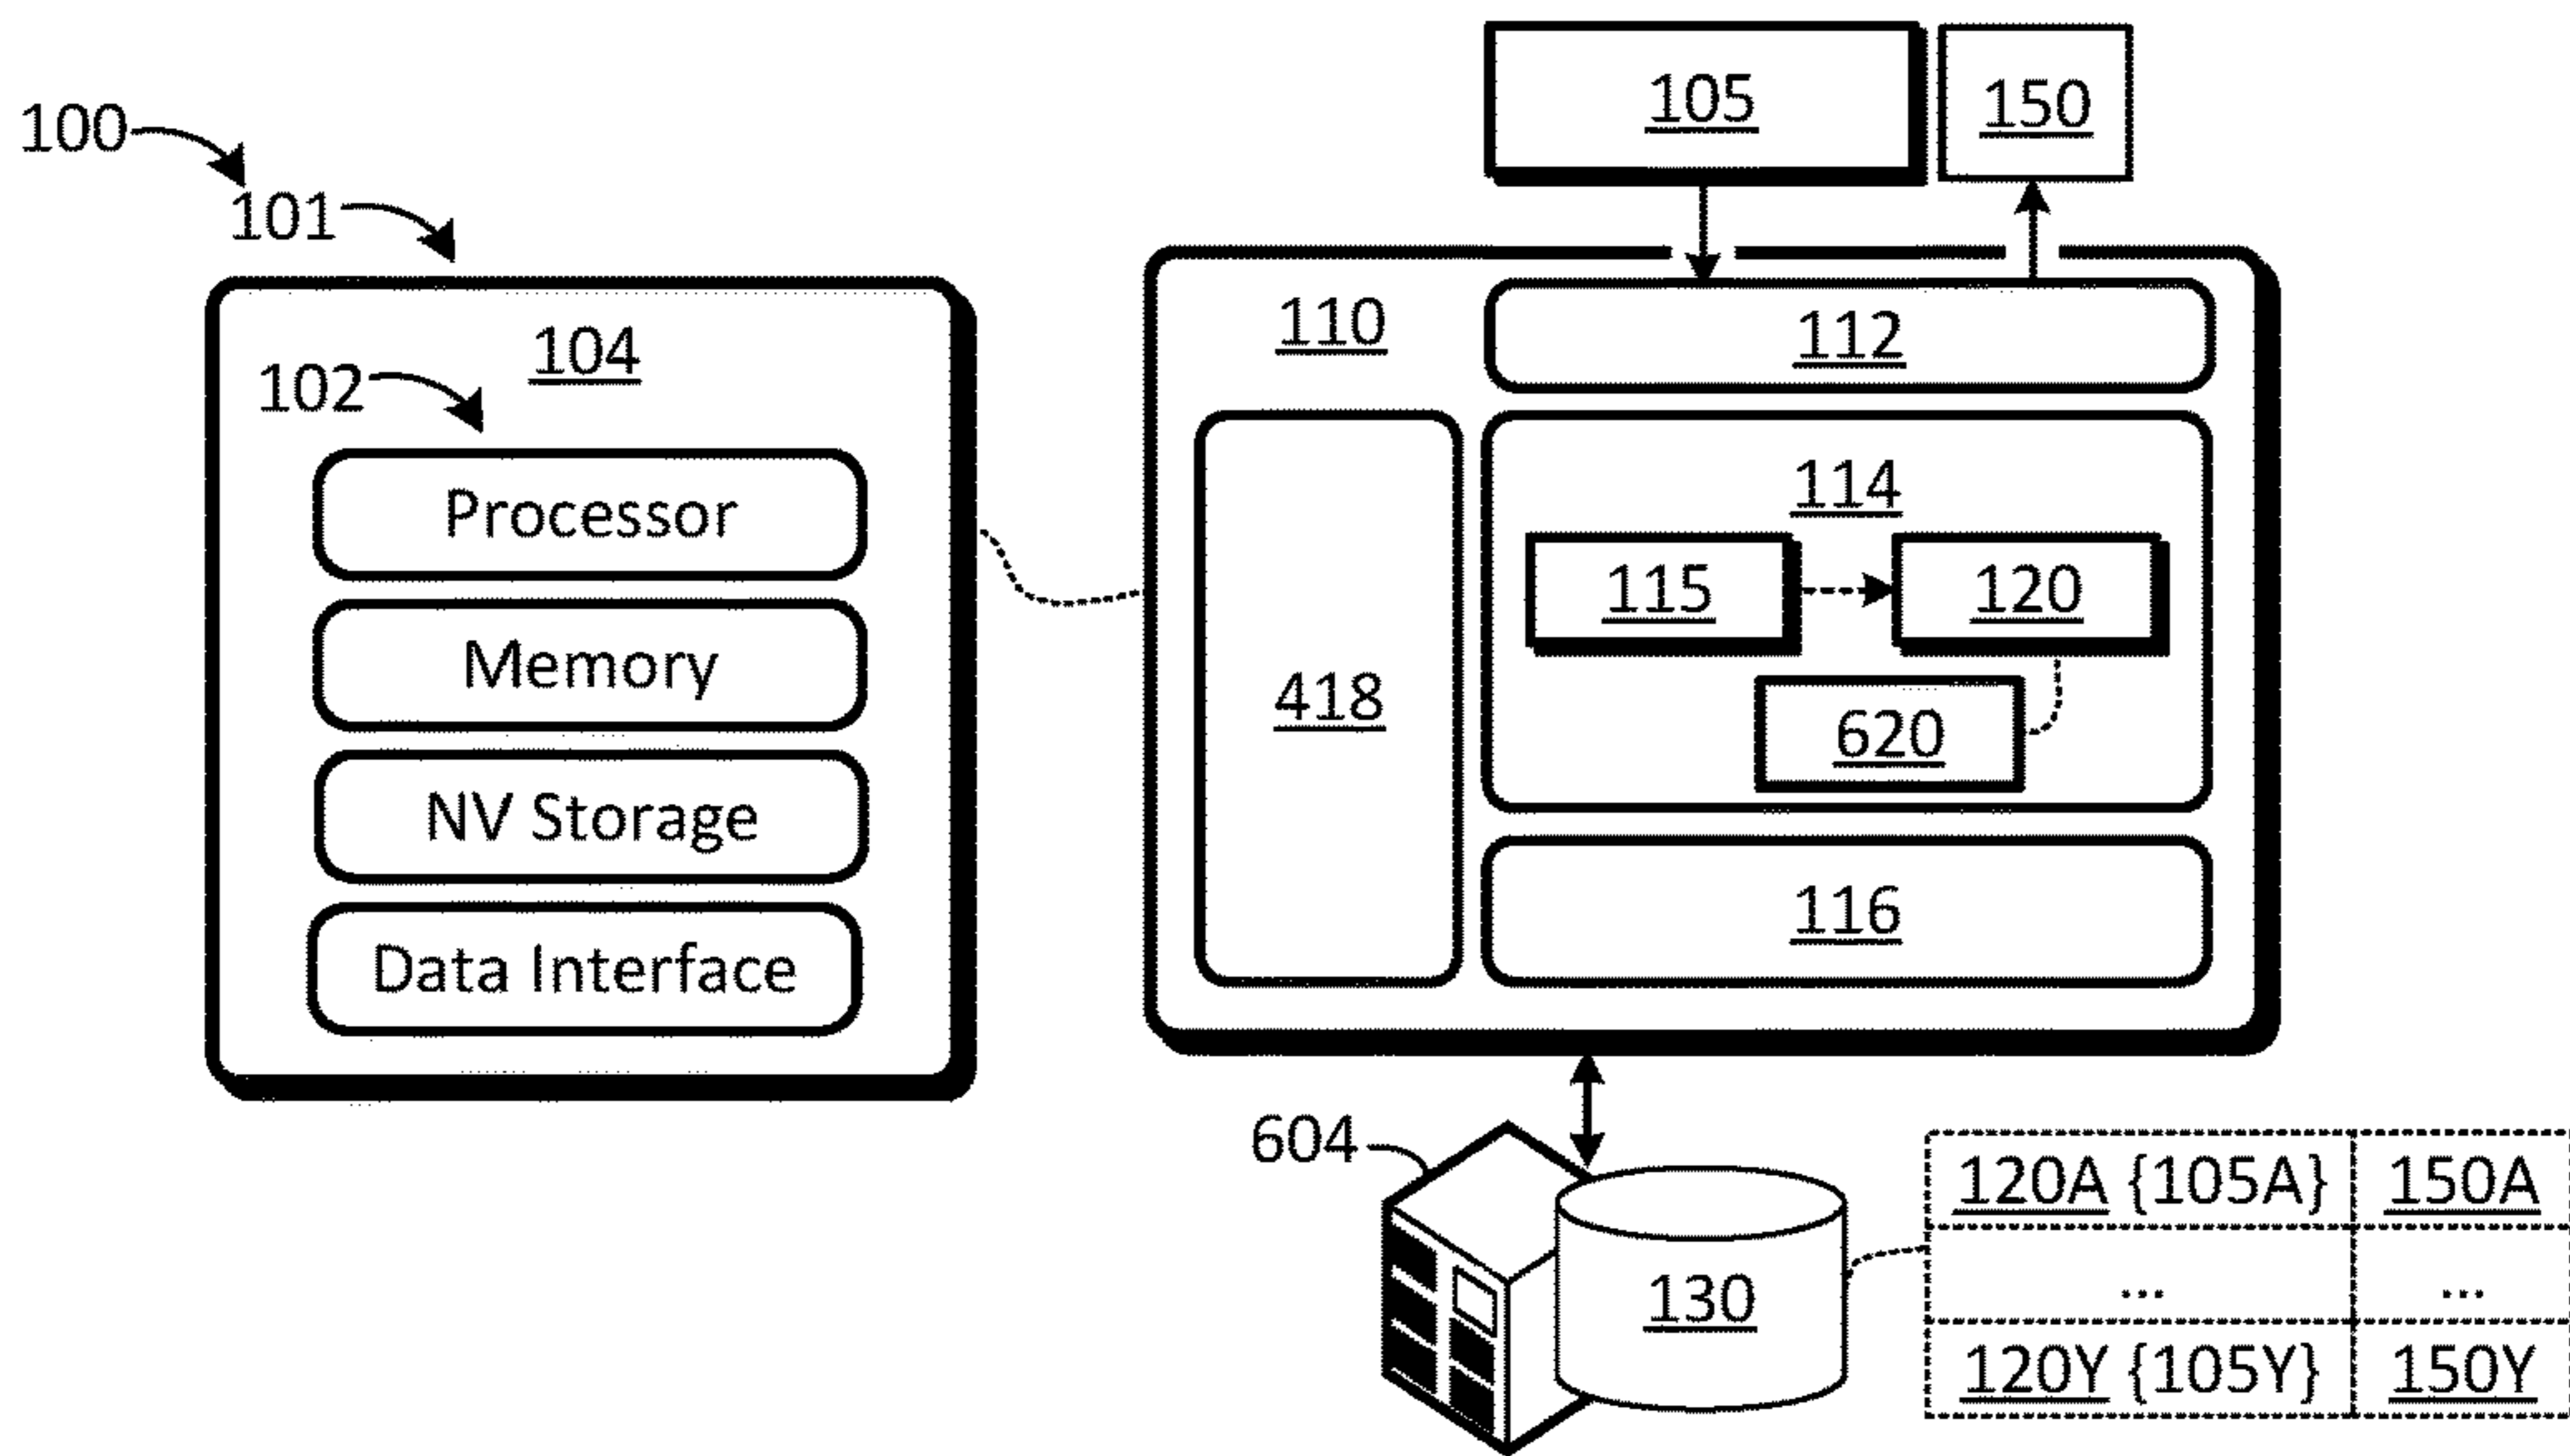 100
101
104
102
Processor
Memory
NV Storage
Data Interface
105
150
110
112
114
115
120
620
418
116
604
130
120A {105A} 150A
... ...
120Y {105Y} 150Y